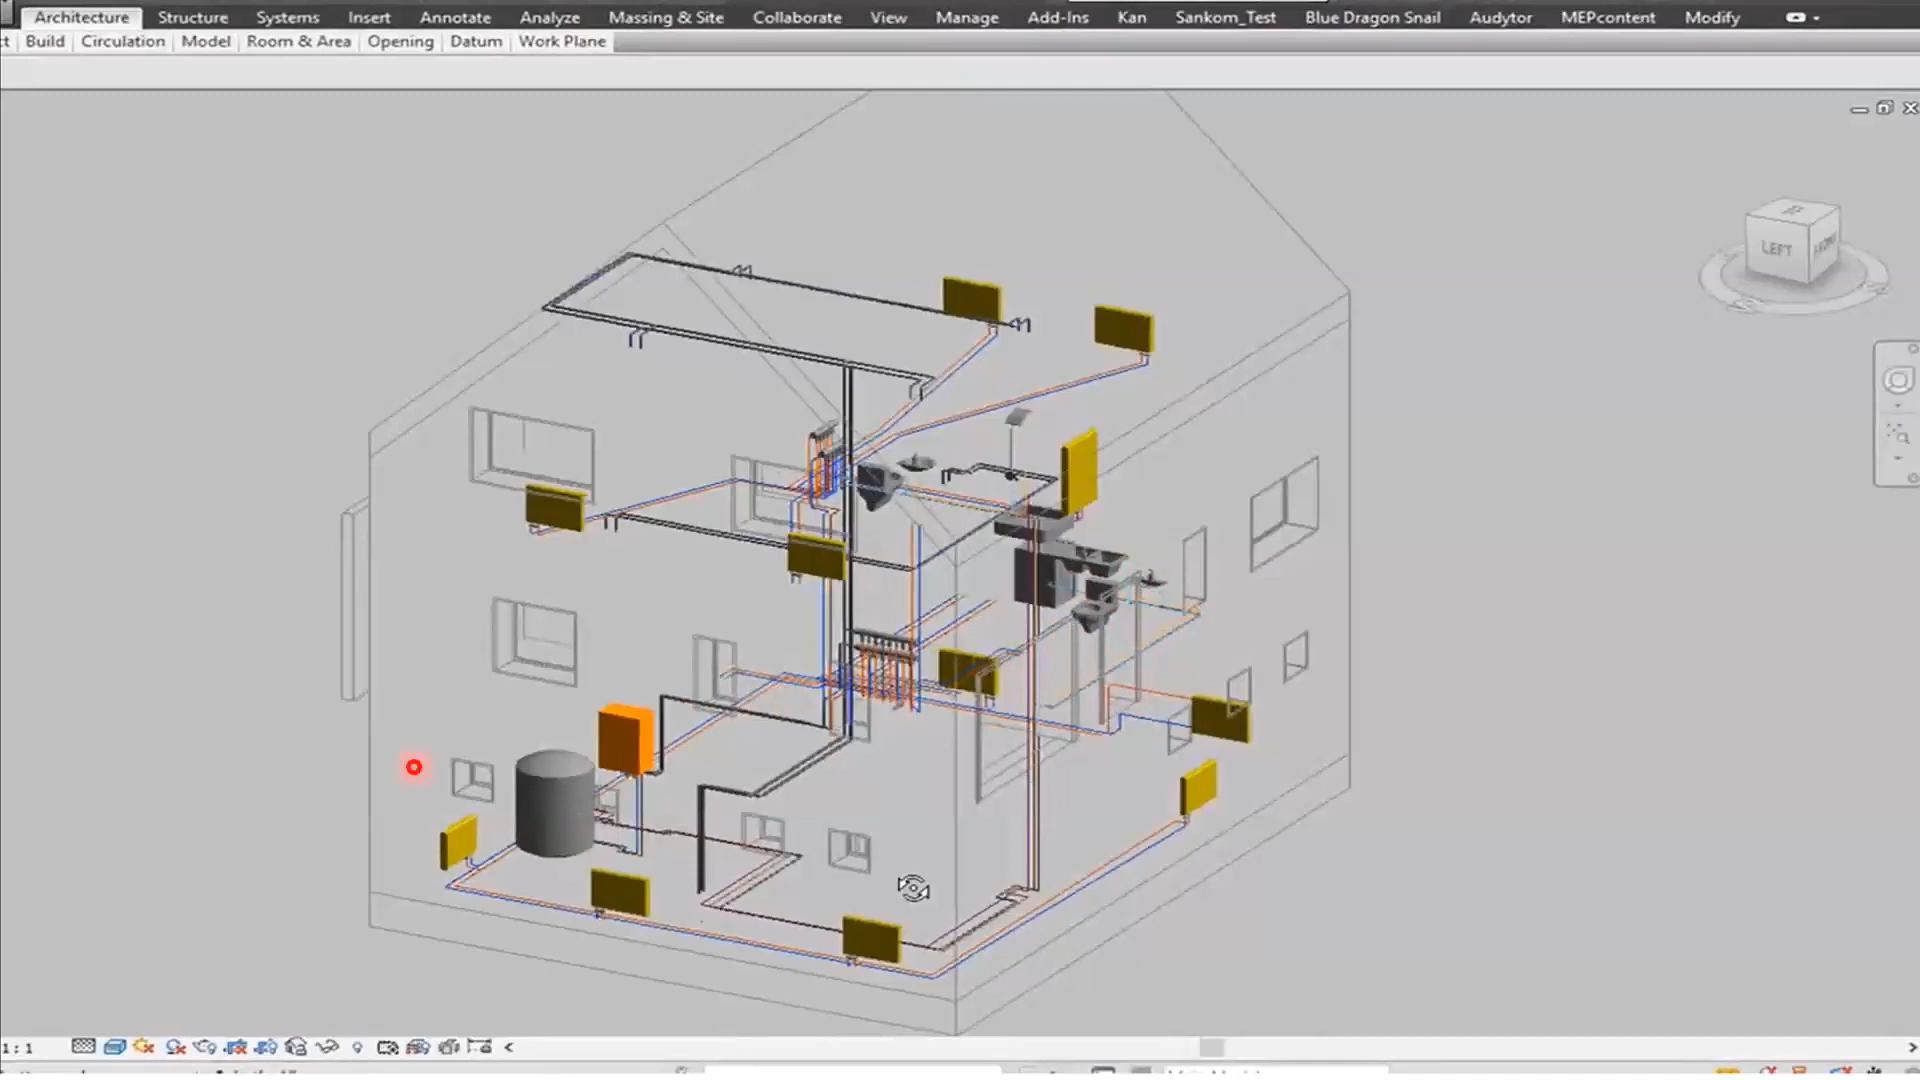 Architecture Structure Systems Insert Annotate Analyze Massing & Site Collaborate View Manage Add-Ins Kan Sankom_Test Blue Dragon Snail Audytor MEPcontent Modify
Build Circulation Model Room & Area Opening Datum Work Plane
LEFT
1 : 1